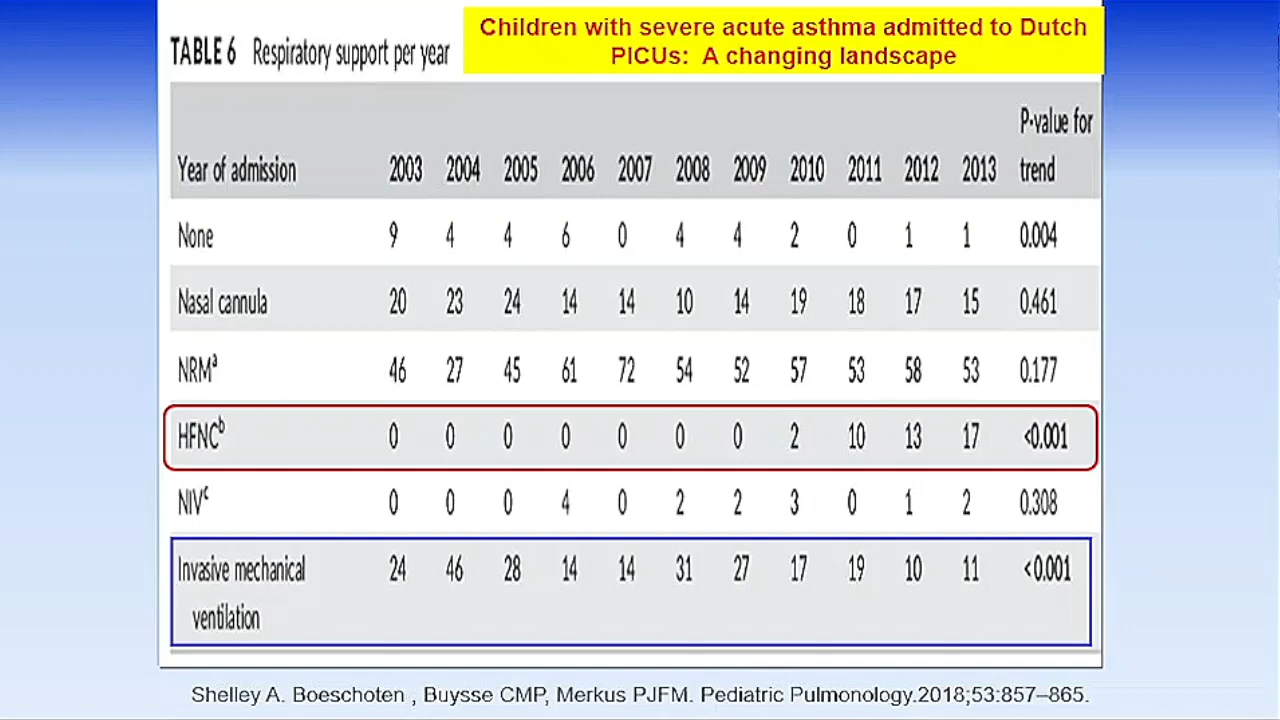 Children with severe acute asthma admitted to Dutch
PICUs: A changing landscape
TABLE 6 Respiratory support per year
Year of admission 2003 2004 2005 2006 2007 2008 2009 2010 2011 2012 2013 P-value for trend
None 9 4 4 6 0 4 4 2 0 1 1 0.004
Nasal cannula 20 23 24 14 14 10 14 19 18 17 15 0.461
NRMa 46 27 45 61 72 54 52 57 53 58 53 0.177
HFNCb 0 0 0 0 0 0 0 2 10 13 17 <0.001
NIVc 0 0 0 4 0 2 2 3 0 1 2 0.308
Invasive mechanical 24 46 28 14 14 31 27 17 19 10 11 <0.001
ventilation
Shelley A. Boeschoten , Buysse CMP, Merkus PJFM. Pediatric Pulmonology.2018;53:857–865.